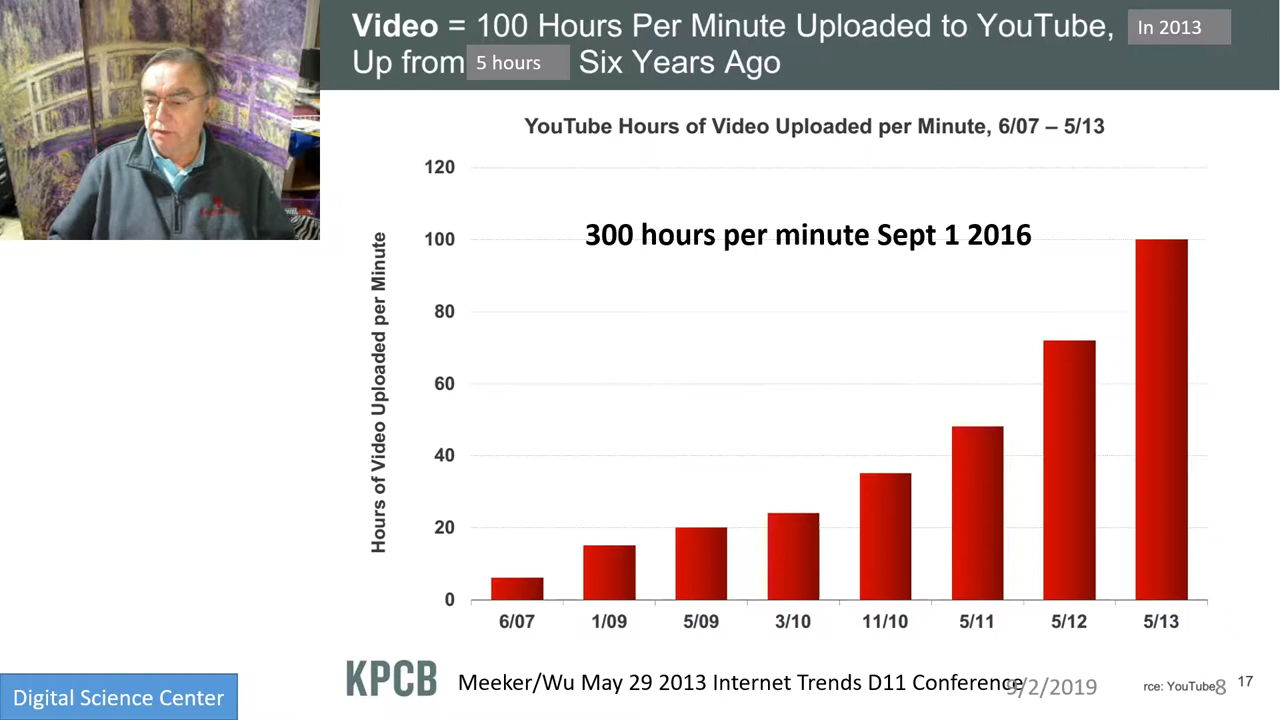 Video = 100 Hours Per Minute Uploaded to YouTube, In 2013
Up from 5 hours Six Years Ago
YouTube Hours of Video Uploaded per Minute, 6/07 – 5/13
300 hours per minute Sept 1 2016
Hours of Video Uploaded per Minute
120
100
80
60
40
20
0
6/07 1/09 5/09 3/10 11/10 5/11 5/12 5/13
KPCB Meeker/Wu May 29 2013 Internet Trends D11 Conference 9/2/2019 rce: YouTube 8 17
Digital Science Center